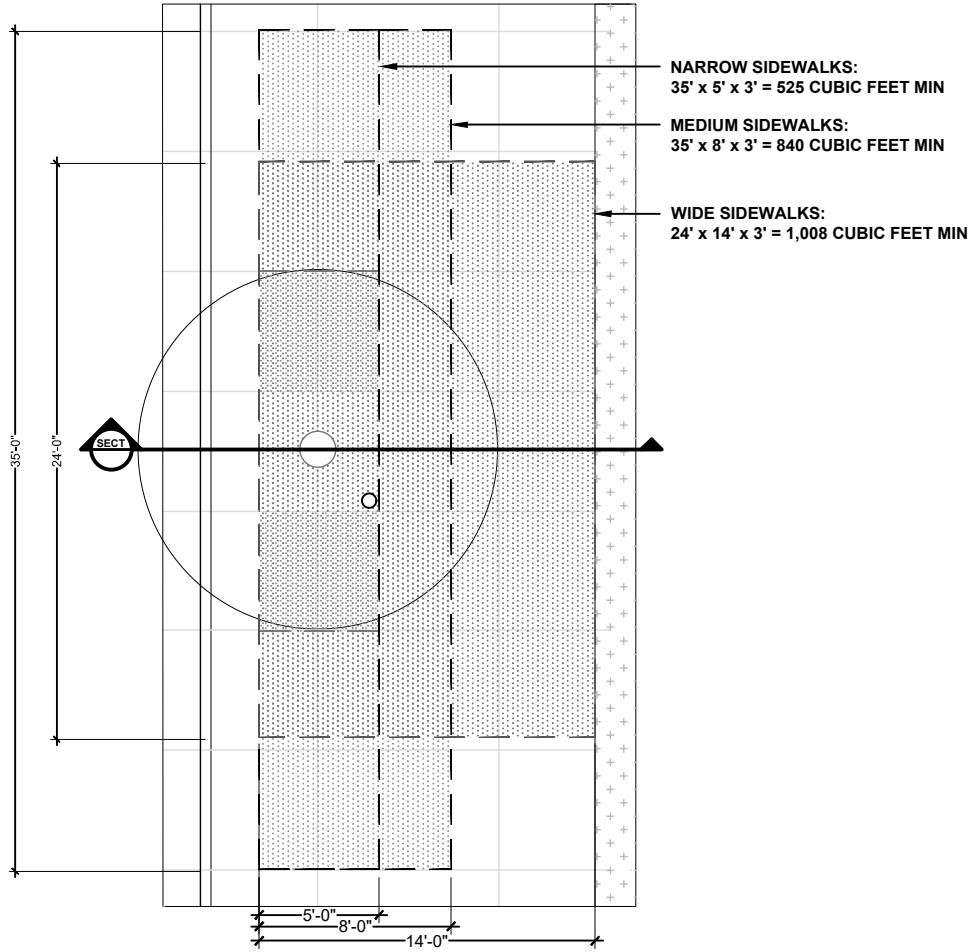 NARROW SIDEWALKS:
35' x 5' x 3' = 525 CUBIC FEET MIN
MEDIUM SIDEWALKS:
35' x 8' x 3' = 840 CUBIC FEET MIN
WIDE SIDEWALKS:
24' x 14' x 3' = 1,008 CUBIC FEET MIN
SECT
35'-0"
24'-0"
5'-0"
8'-0"
14'-0"